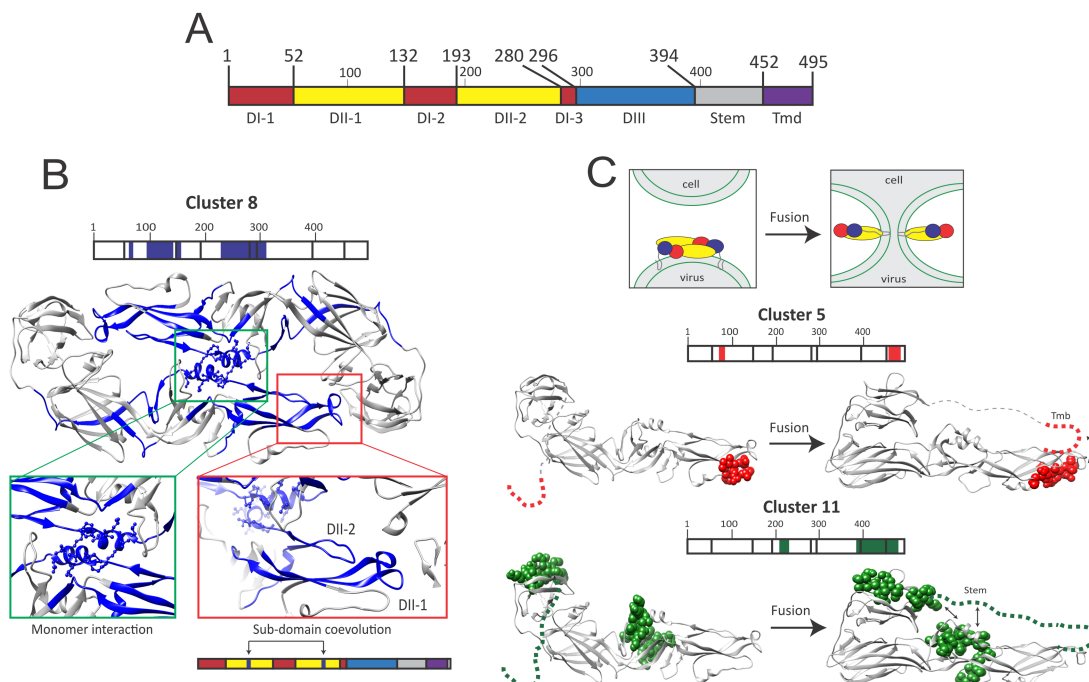 A
1 52 132 193 280 296 394 452 495
100 200 300 400
DI-1 DII-1 DI-2 DII-2 DI-3 DIII Stem Tmd
B
Cluster 8
1 100 200 300 400
Monomer interaction
DII-2
DII-1
Sub-domain coevolution
C
cell
virus
Fusion
cell
virus
Cluster 5
1 100 200 300 400
Fusion
Tmb
Cluster 11
1 100 200 300 400
Fusion
Stem